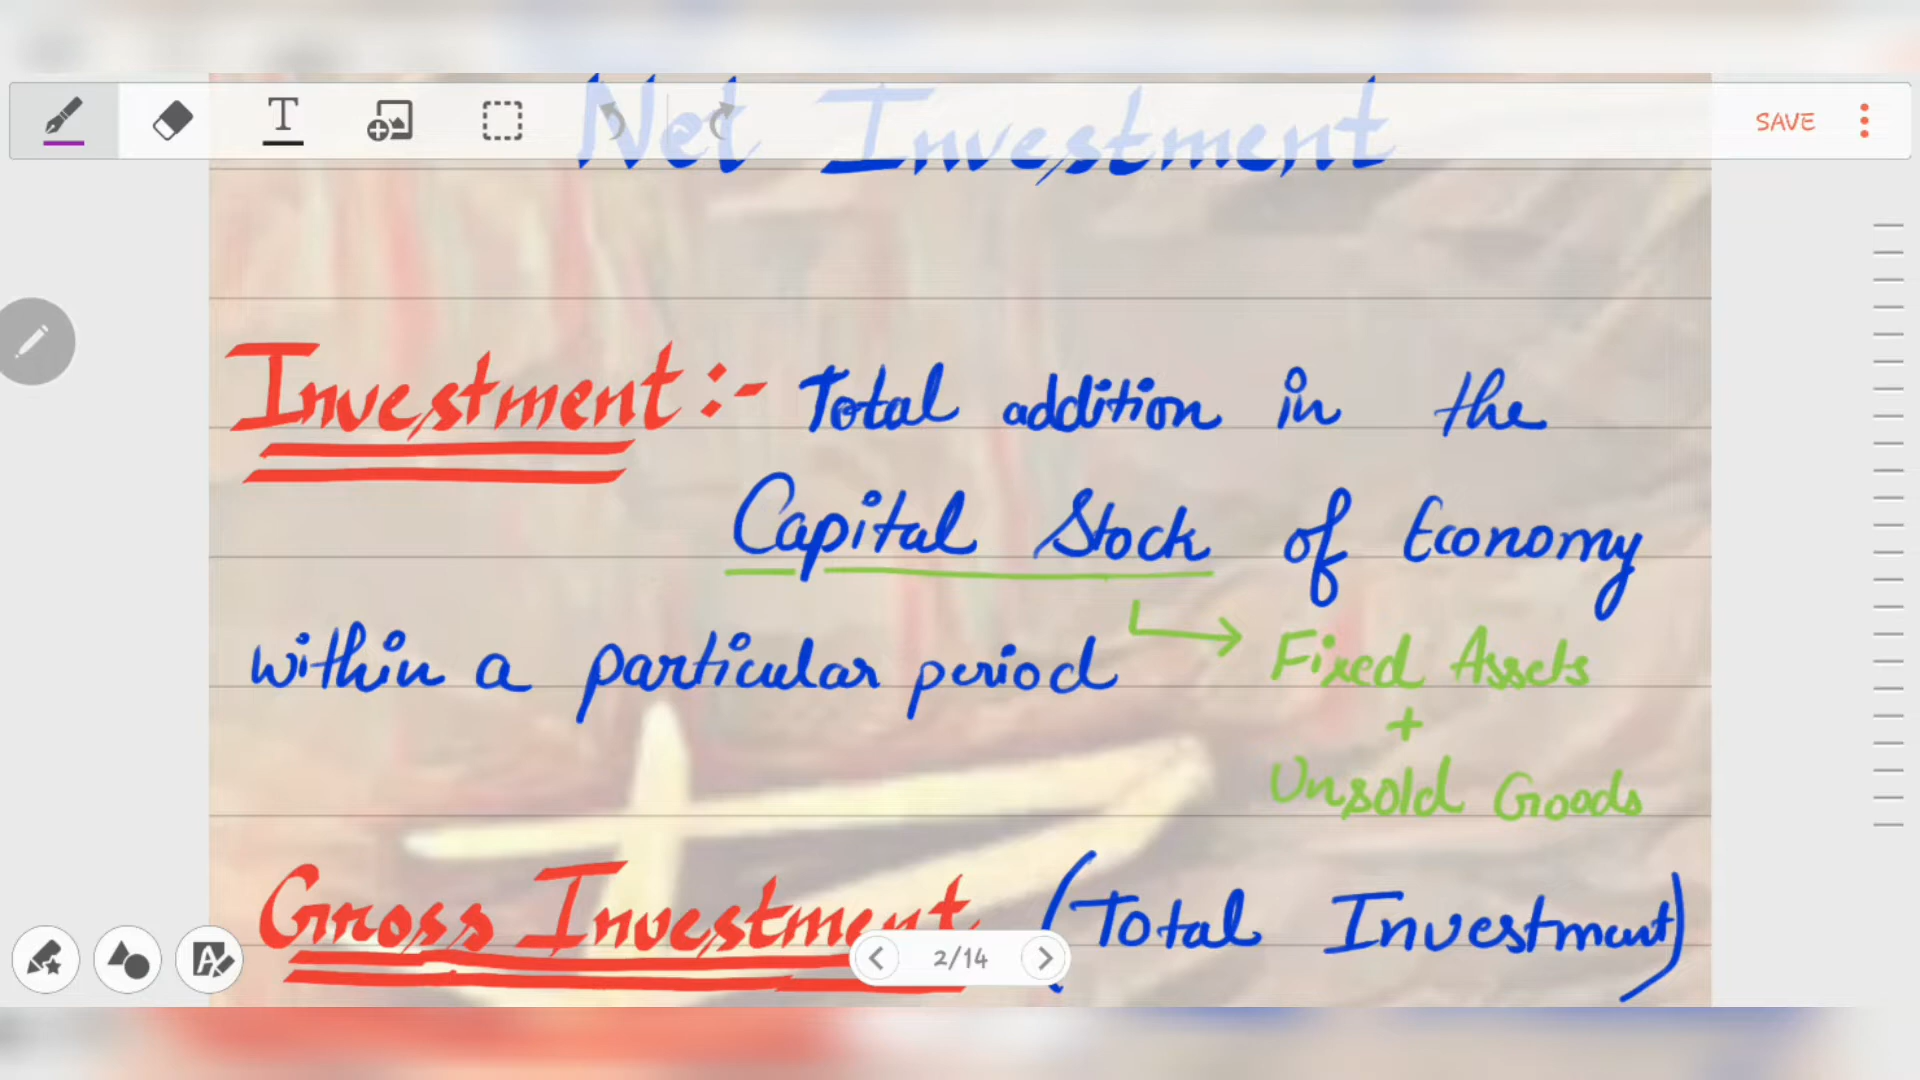 Net Investment
T
SAVE
Investment :- Total addition in the
Capital Stock of Economy
within a particular period
Fixed Assets
+
Unsold Goods
Gross Investment (Total Investment)
2/14